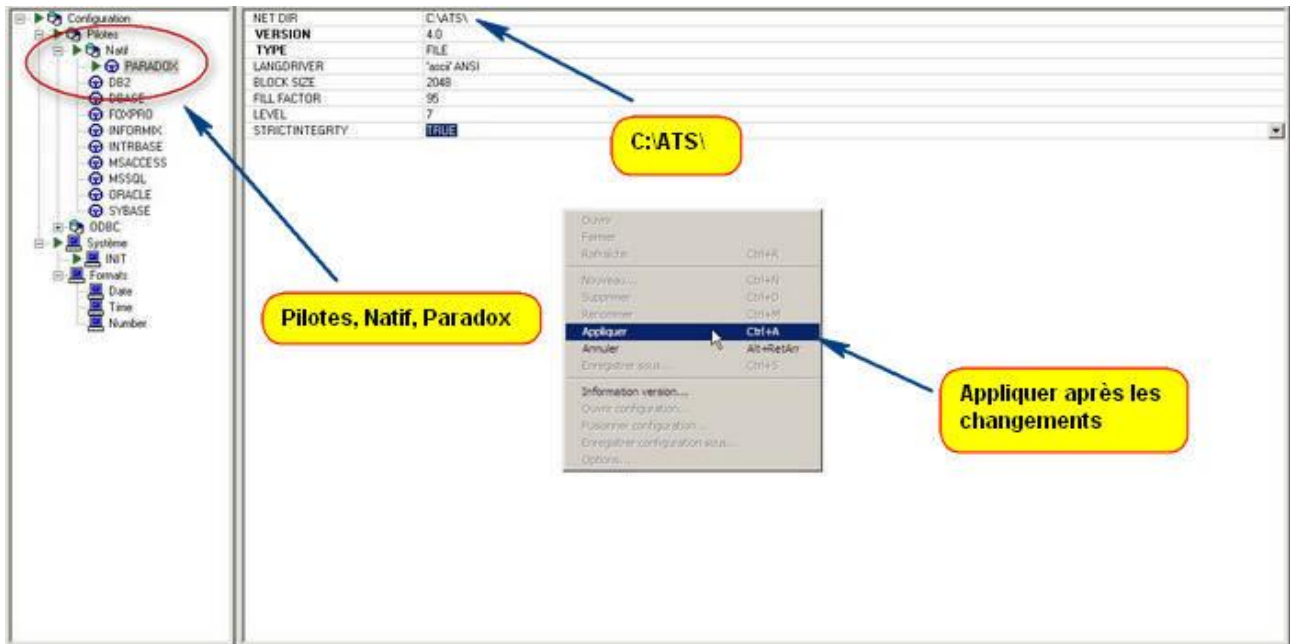 Configuration
Pilotes
Natif
PARADOX
DB2
DBASE
FOXPRO
INFORMIX
INTRBASE
MSACCESS
MSSQL
ORACLE
SYBASE
ODBC
Système
INIT
Formats
Date
Time
Number
NET DIR C:\ATS\
VERSION 4.0
TYPE FILE
LANGDRIVER 'ascii' ANSI
BLOCK SIZE 2048
FILL FACTOR 95
LEVEL 7
STRICTINTEGRTY TRUE
C:\ATS\
Pilotes, Natif, Paradox
Ouvrir
Fermer
Rafraîchir Ctrl+R
Nouveau... Ctrl+N
Supprimer Ctrl+D
Renommer Ctrl+M
Appliquer Ctrl+A
Annuler Alt+RetArr
Enregistrer sous... Ctrl+S
Information version...
Ouvrir configuration...
Fusionner configuration...
Enregistrer configuration sous...
Options...
Appliquer après les
changements